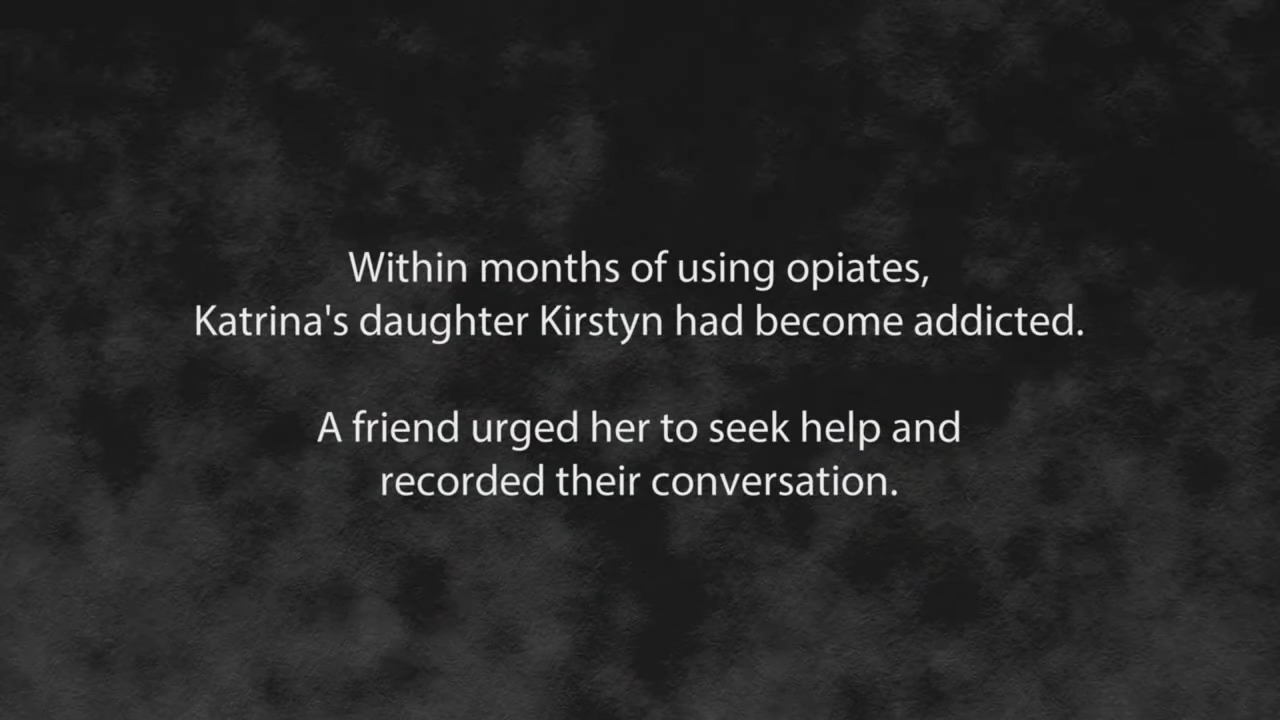 Within months of using opiates,
Katrina's daughter Kirstyn had become addicted.
A friend urged her to seek help and
recorded their conversation.